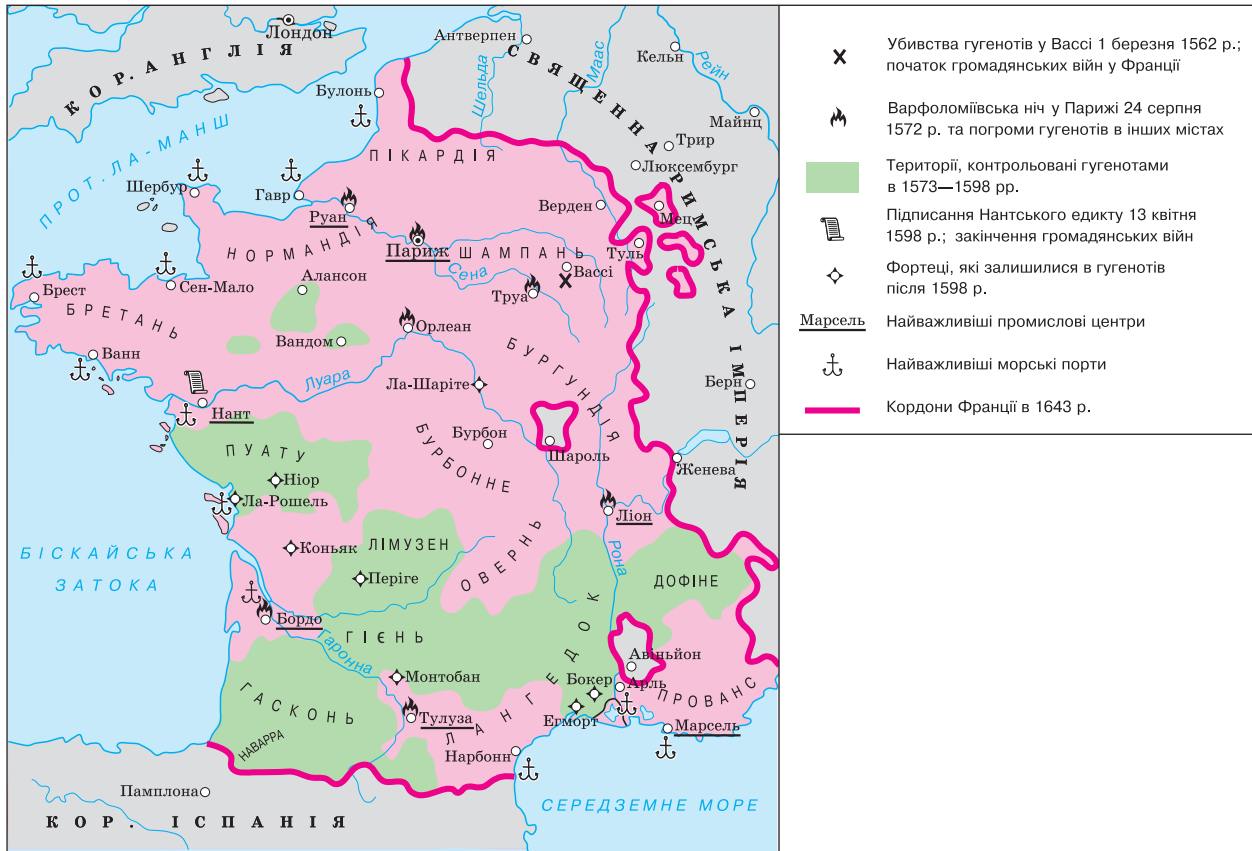 Лондон
КОР. АНГЛІЯ
Антверпен
СВЯЩЕННА РИМСЬКА ІМПЕРІЯ
Кельн
Рейн
Маас
Шельда
Булонь
Майнц
ПРОТ. ЛА-МАНШ
ПІКАРДІЯ
Трир
Люксембург
Шербур
Гавр
Руан
Верден
Мец
НОРМАНДІЯ
Париж
ШАМПАНЬ
Туль
Сена
Вассі
Алансон
Труа
Брест
Сен-Мало
БРЕТАНЬ
Орлеан
Вандом
Ванн
БУРГУНДІЯ
Луара
Ла-Шаріте
Берн
Нант
Бурбон
Шароль
ПУАТУ
БУРБОННЕ
Женева
Ніор
Ла-Рошель
Ліон
БІСКАЙСЬКА
ЗАТОКА
Коньяк
ЛІМУЗЕН
ОВЕРНЬ
Рона
Періге
ДОФІНЕ
Бордо
ГІЄНЬ
Гаронна
Авіньйон
Монтобан
Бокер
Арль
ПРОВАНС
ГАСКОНЬ
ЛАНГЕДОК
Тулуза
Егморт
Марсель
НАВАРРА
Нарбонн
Памплона
СЕРЕДЗЕМНЕ МОРЕ
КОР. ІСПАНІЯ
Убивства гугенотів у Вассі 1 березня 1562 р.;
початок громадянських війн у Франції
Варфоломіївська ніч у Парижі 24 серпня
1572 р. та погроми гугенотів в інших містах
Території, контрольовані гугенотами
в 1573—1598 рр.
Підписання Нантського едикту 13 квітня
1598 р.; закінчення громадянських війн
Фортеці, які залишилися в гугенотів
після 1598 р.
Марсель Найважливіші промислові центри
Найважливіші морські порти
Кордони Франції в 1643 р.